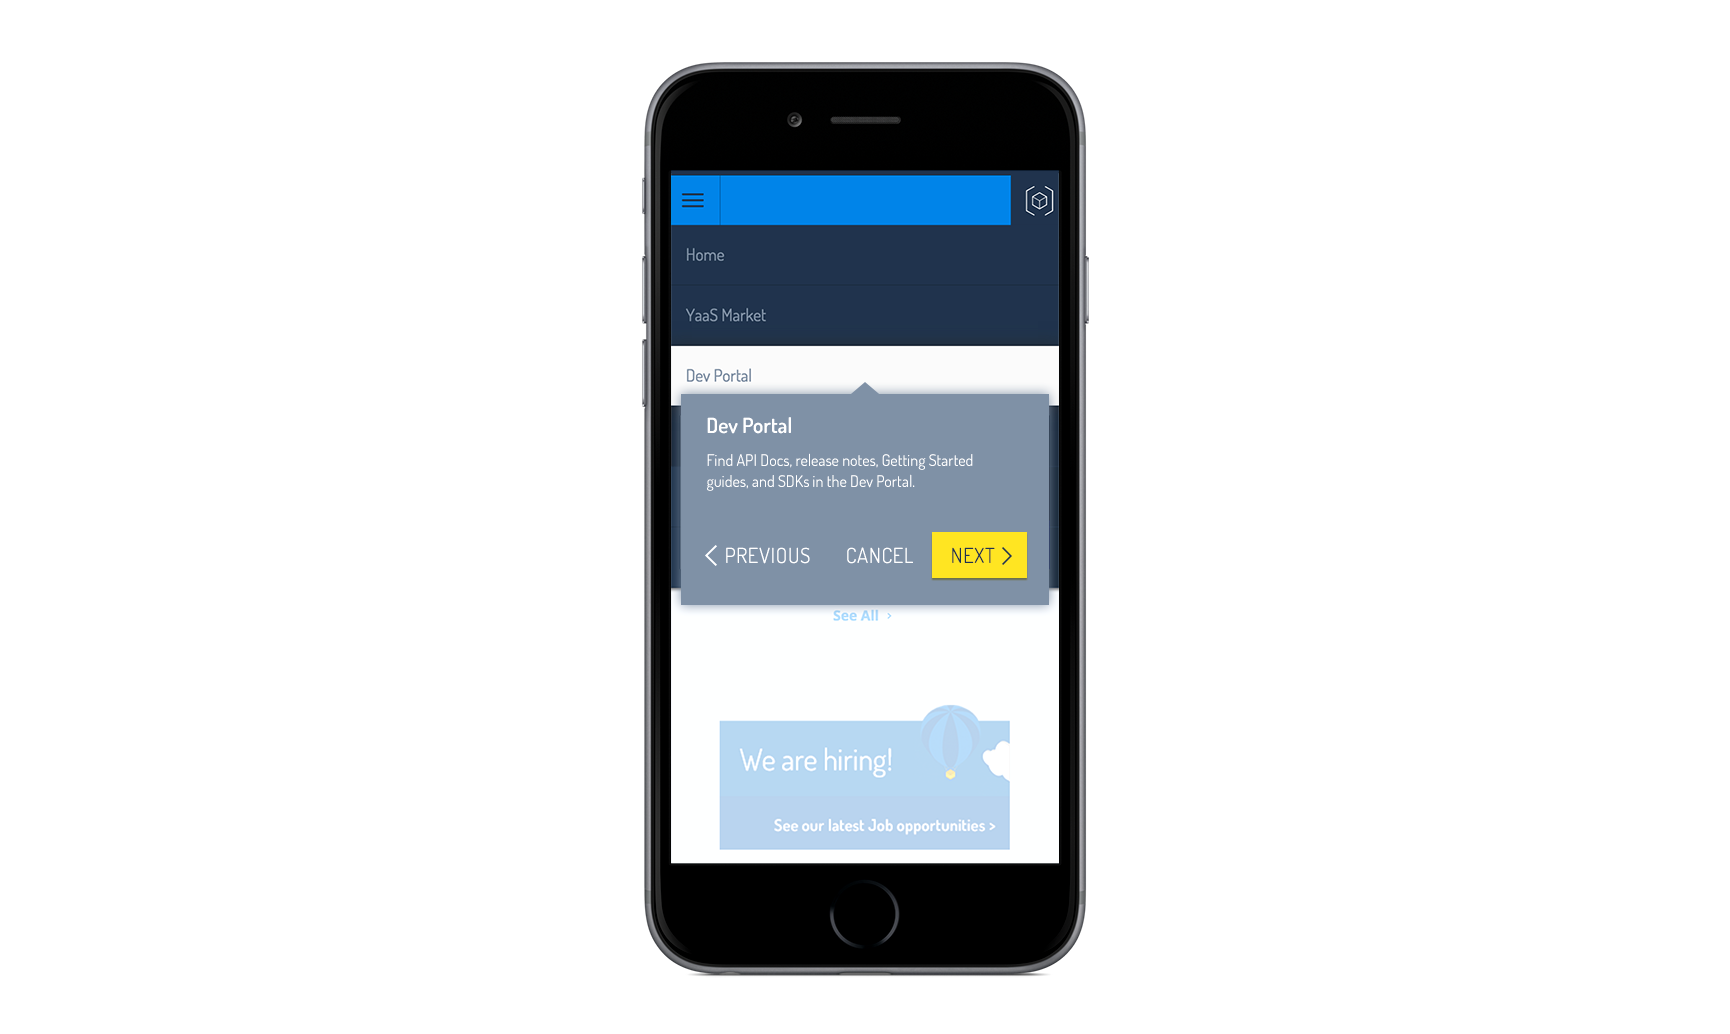 Home
YaaS Market
Dev Portal
Dev Portal
Find API Docs, release notes, Getting Started
guides, and SDKs in the Dev Portal.
PREVIOUS CANCEL NEXT
See All >
We are hiring!
See our latest Job opportunities >